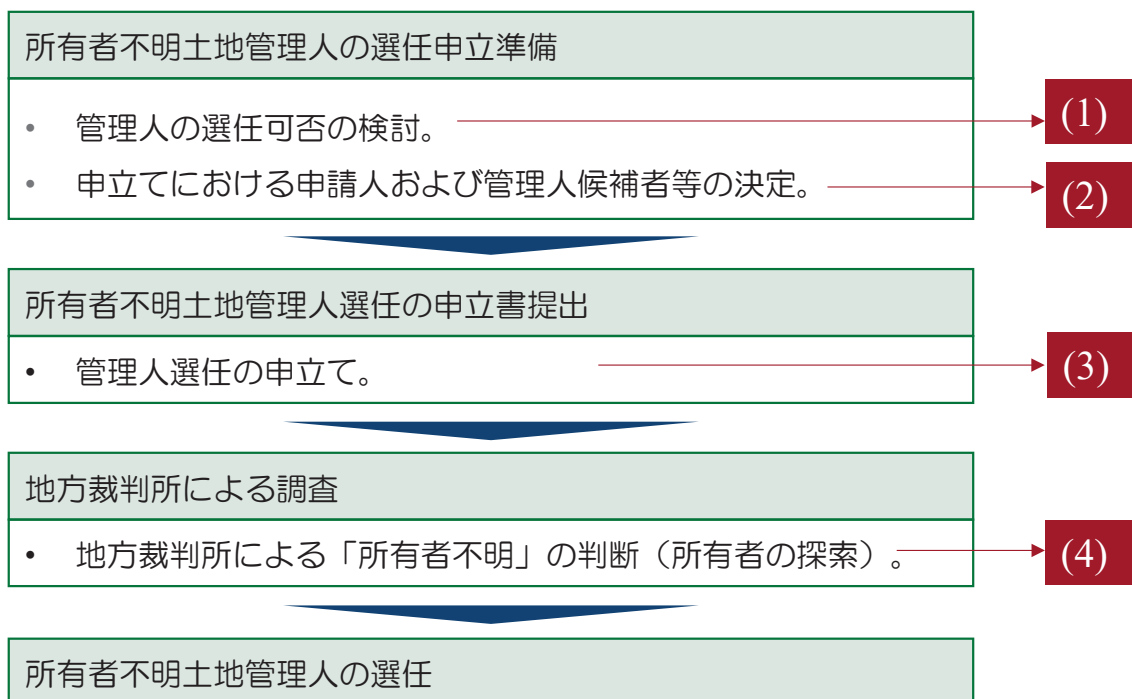 所有者不明土地管理人の選任申立準備
• 管理人の選任可否の検討。
(1)
• 申立てにおける申請人および管理人候補者等の決定。
(2)
所有者不明土地管理人選任の申立書提出
• 管理人選任の申立て。
(3)
地方裁判所による調査
• 地方裁判所による「所有者不明」の判断（所有者の探索）。
(4)
所有者不明土地管理人の選任